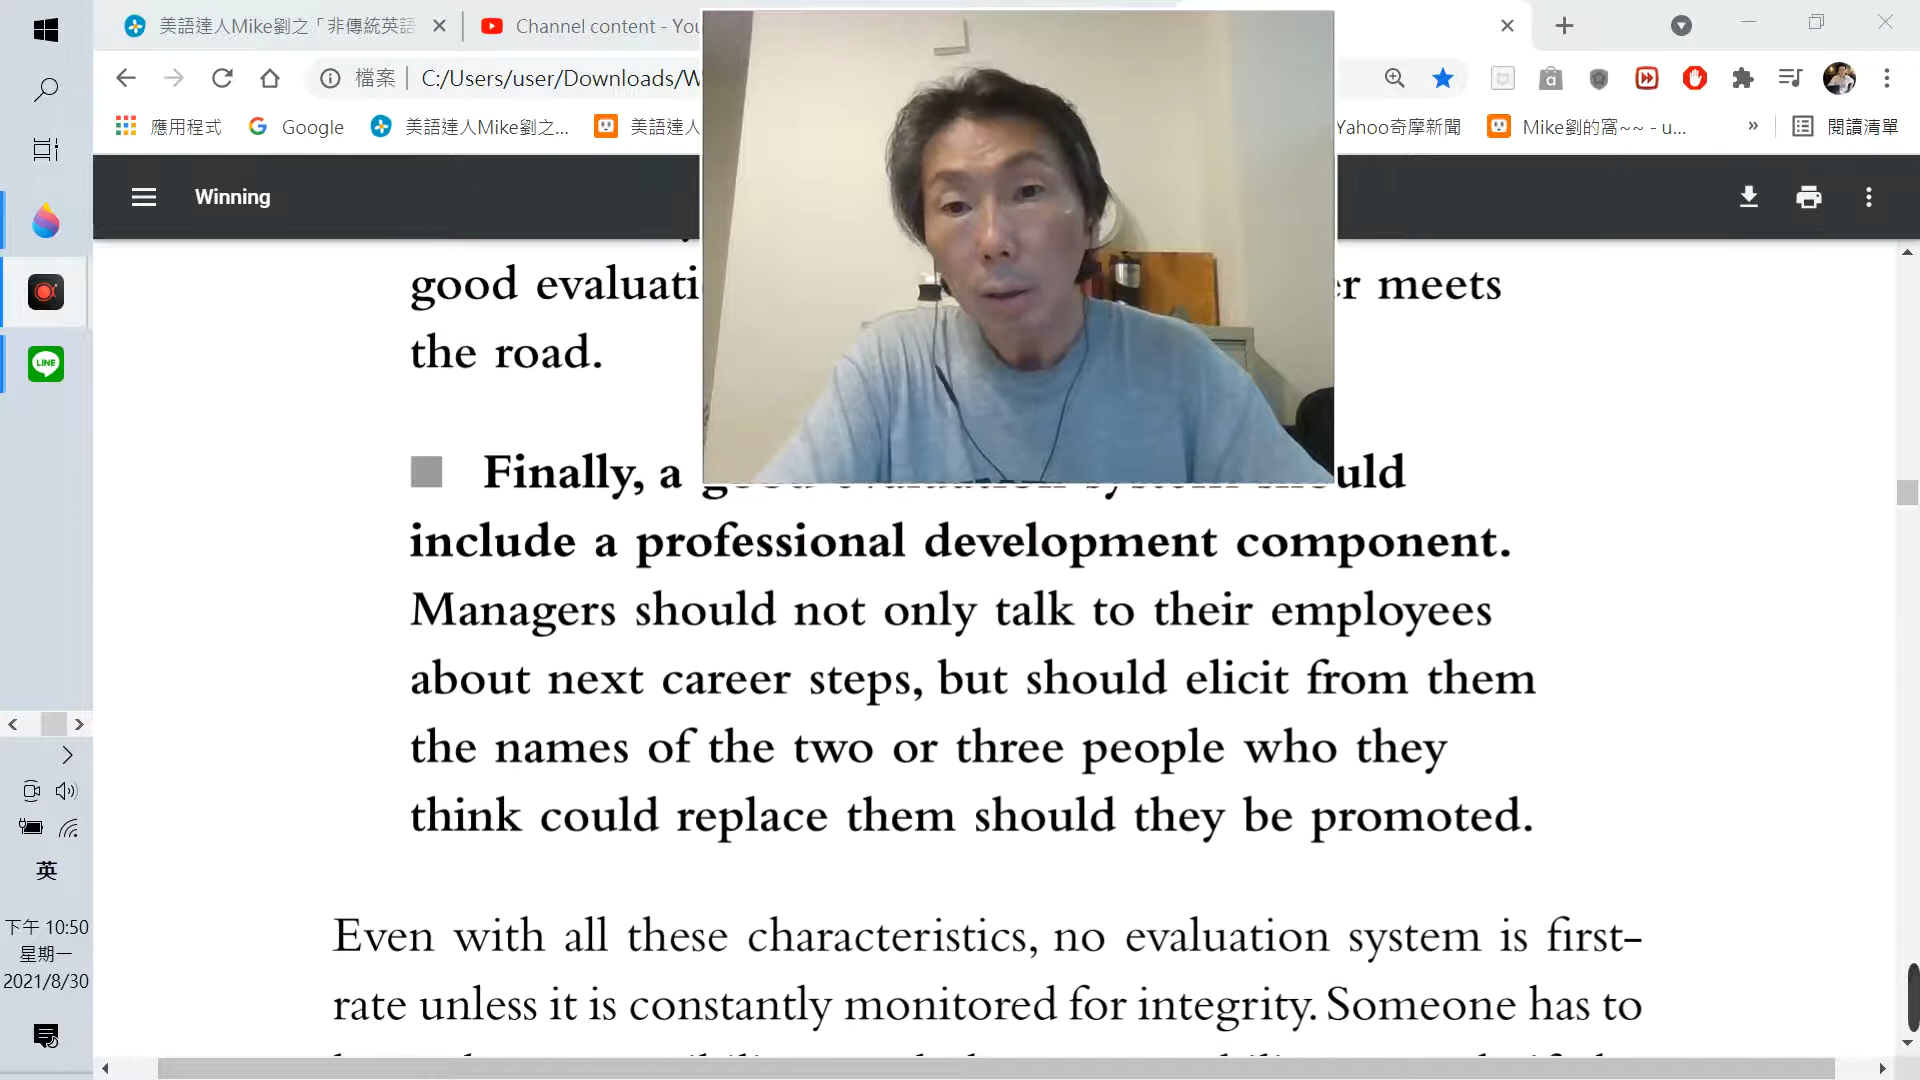 美語達人Mike劉之「非傳統英語
Channel content - You
檔案
C:/Users/user/Downloads/W
應用程式
Google
美語達人Mike劉之...
美語達人
Yahoo奇摩新聞
Mike劉的窩~~ - u...
»
閱讀清單
Winning
good evaluati
er meets
the road.
Finally, a good evaluation system should
include a professional development component.
Managers should not only talk to their employees
about next career steps, but should elicit from them
the names of the two or three people who they
think could replace them should they be promoted.
Even with all these characteristics, no evaluation system is first-
rate unless it is constantly monitored for integrity. Someone has to
LINE
英
下午 10:50
星期一
2021/8/30